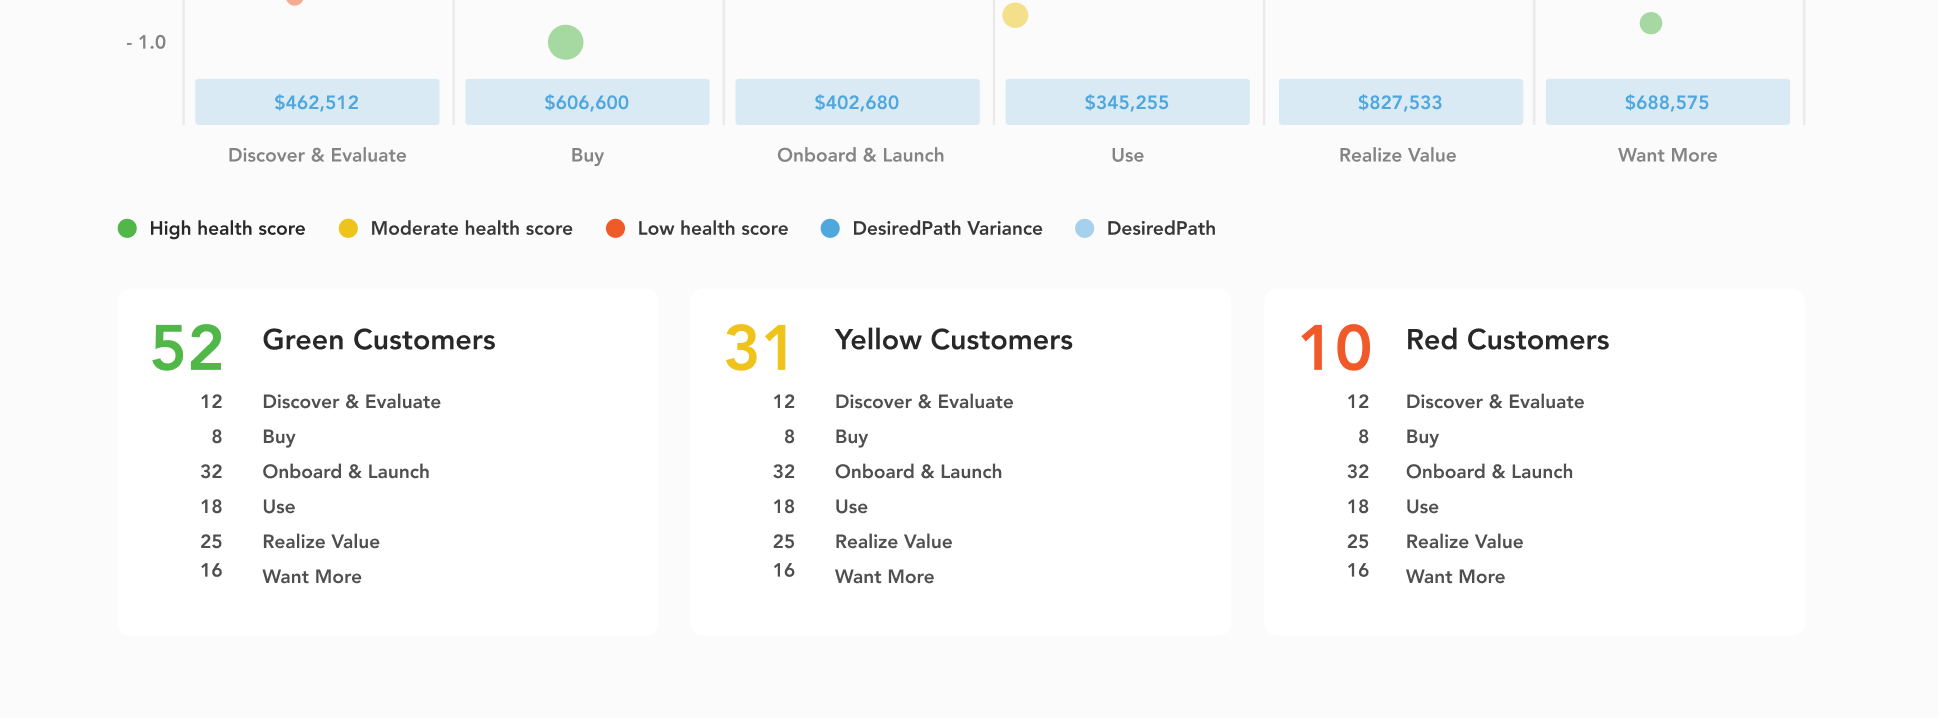 - 1.0
$462,512 $606,600 $402,680 $345,255 $827,533 $688,575
Discover & Evaluate Buy Onboard & Launch Use Realize Value Want More
High health score Moderate health score Low health score DesiredPath Variance DesiredPath
52 Green Customers
12 Discover & Evaluate
8 Buy
32 Onboard & Launch
18 Use
25 Realize Value
16 Want More
31 Yellow Customers
12 Discover & Evaluate
8 Buy
32 Onboard & Launch
18 Use
25 Realize Value
16 Want More
10 Red Customers
12 Discover & Evaluate
8 Buy
32 Onboard & Launch
18 Use
25 Realize Value
16 Want More